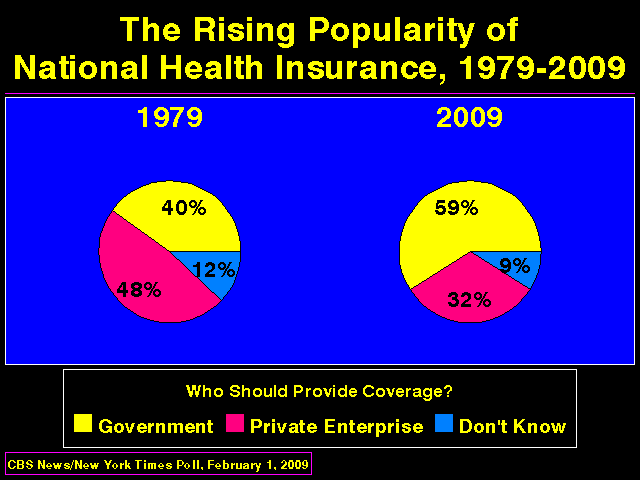 The Rising Popularity of
National Health Insurance, 1979-2009
1979 2009
40% 59%
12% 9%
48% 32%
Who Should Provide Coverage?
Government Private Enterprise Don't Know
CBS News/New York Times Poll, February 1, 2009